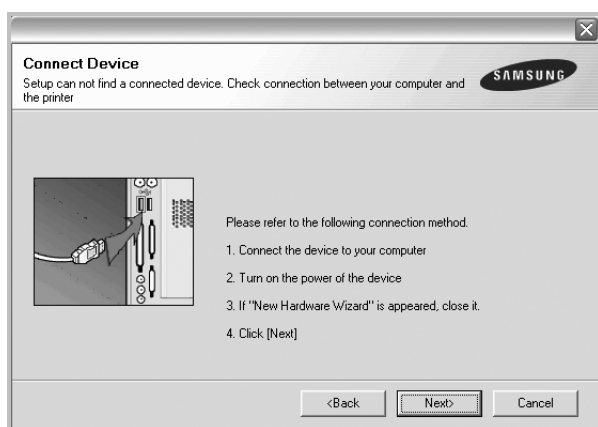 Connect Device
Setup can not find a connected device. Check connection between your computer and
the printer
SAMSUNG
Please refer to the following connection method.
1. Connect the device to your computer
2. Turn on the power of the device
3. If "New Hardware Wizard" is appeared, close it.
4. Click [Next]
<Back
Next>
Cancel